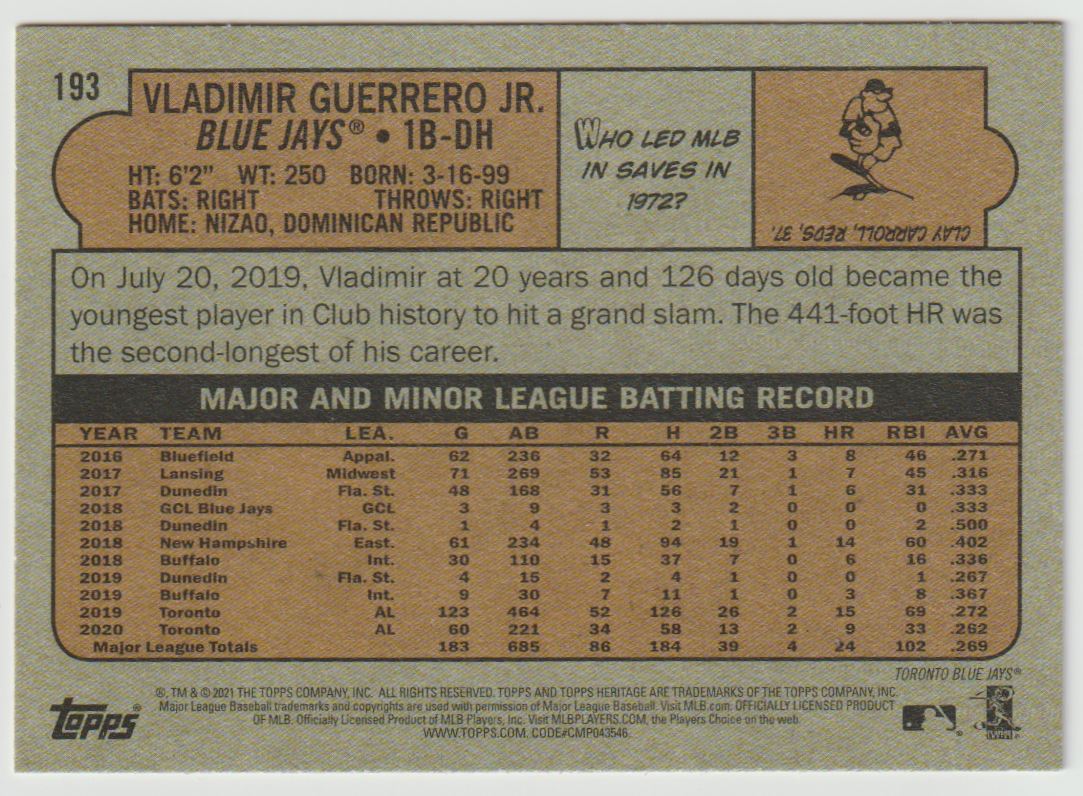 193
VLADIMIR GUERRERO JR.
BLUE JAYS® • 1B-DH
HT: 6'2" WT: 250 BORN: 3-16-99
BATS: RIGHT THROWS: RIGHT
HOME: NIZAO, DOMINICAN REPUBLIC
WHO LED MLB
IN SAVES IN
1972?
CLAY CARROLL, REDS, 37.
On July 20, 2019, Vladimir at 20 years and 126 days old became the
youngest player in Club history to hit a grand slam. The 441-foot HR was
the second-longest of his career.
MAJOR AND MINOR LEAGUE BATTING RECORD
YEAR TEAM LEA. G AB R H 2B 3B HR RBI AVG
2016 Bluefield Appal. 62 236 32 64 12 3 8 46 .271
2017 Lansing Midwest 71 269 53 85 21 1 7 45 .316
2017 Dunedin Fla. St. 48 168 31 56 7 1 6 31 .333
2018 GCL Blue Jays GCL 3 9 3 3 2 0 0 0 .333
2018 Dunedin Fla. St. 1 4 1 2 1 0 0 2 .500
2018 New Hampshire East. 61 234 48 94 19 1 14 60 .402
2018 Buffalo Int. 30 110 15 37 7 0 6 16 .336
2019 Dunedin Fla. St. 4 15 2 4 1 0 0 1 .267
2019 Buffalo Int. 9 30 7 11 1 0 3 8 .367
2019 Toronto AL 123 464 52 126 26 2 15 69 .272
2020 Toronto AL 60 221 34 58 13 2 9 33 .262
Major League Totals 183 685 86 184 39 4 24 102 .269
TORONTO BLUE JAYS®
®, TM & © 2021 THE TOPPS COMPANY, INC. ALL RIGHTS RESERVED. TOPPS AND TOPPS HERITAGE ARE TRADEMARKS OF THE TOPPS COMPANY, INC.
Major League Baseball trademarks and copyrights are used with permission of Major League Baseball. Visit MLB.com. OFFICIALLY LICENSED PRODUCT
OF MLB. Officially Licensed Product of MLB Players, Inc. Visit MLBPLAYERS.COM, the Players Choice on the web.
WWW.TOPPS.COM. CODE#CMP043546.
TOPPS®